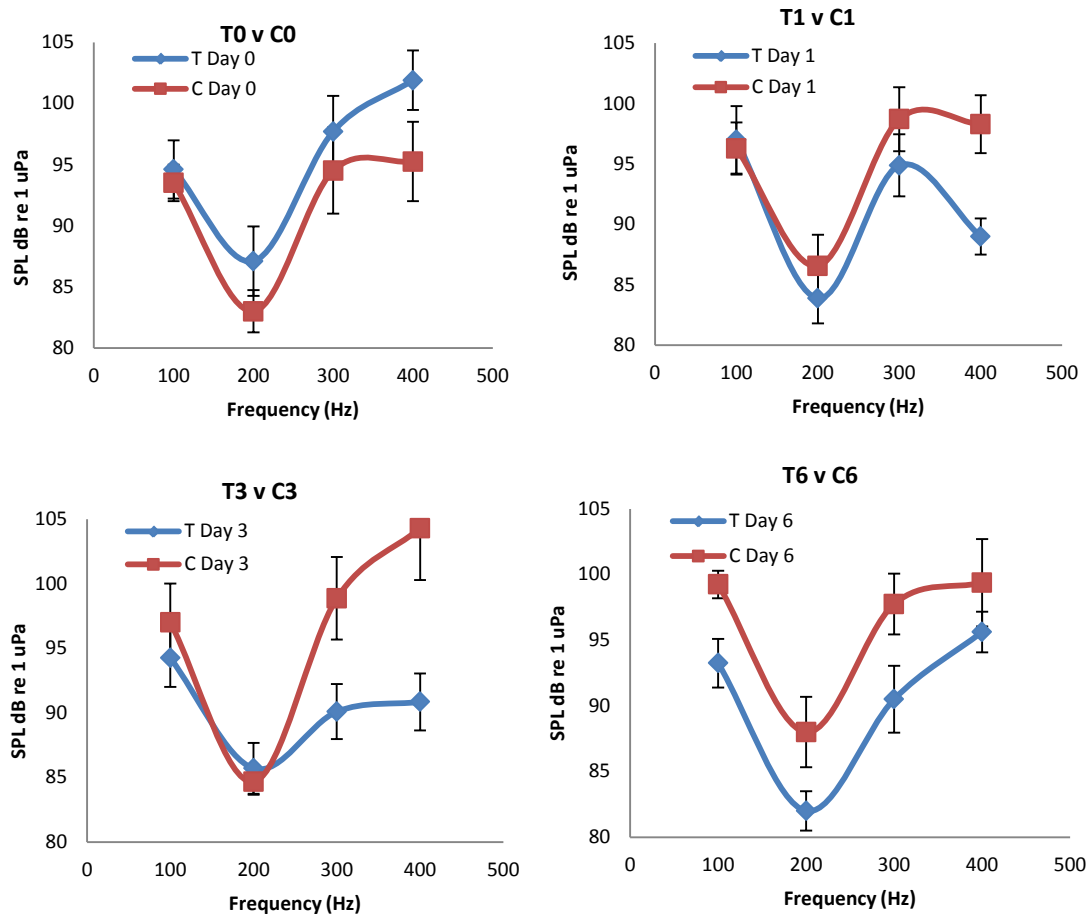 T0 v C0
T Day 0
C Day 0
105
100
95
90
85
80
SPL dB re 1 uPa
0 100 200 300 400 500
Frequency (Hz)
T1 v C1
T Day 1
C Day 1
105
100
95
90
85
80
SPL dB re 1 uPa
0 100 200 300 400 500
Frequency (Hz)
T3 v C3
T Day 3
C Day 3
105
100
95
90
85
80
SPL dB re 1 uPa
0 100 200 300 400 500
Frequency (Hz)
T6 v C6
T Day 6
C Day 6
105
100
95
90
85
80
SPL dB re 1 uPa
0 100 200 300 400 500
Frequency (Hz)